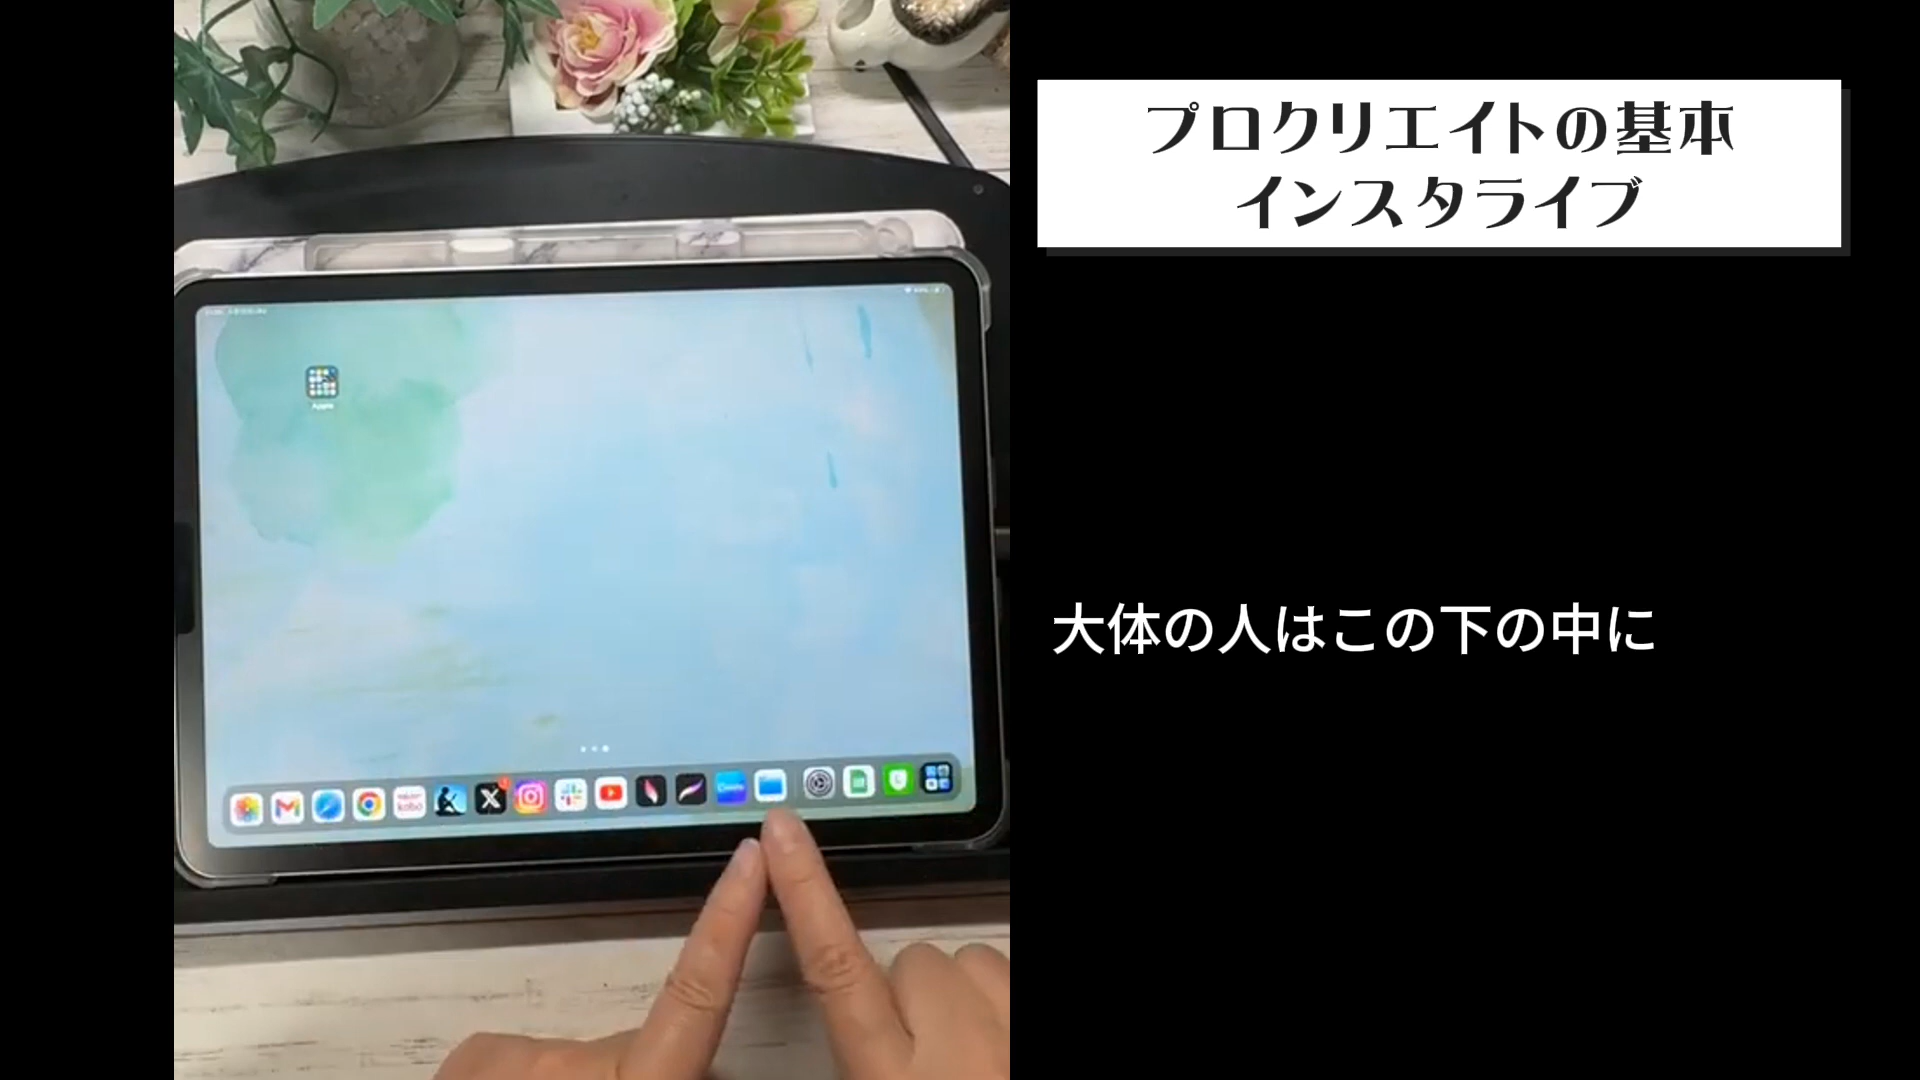 プロクリエイトの基本
インスタライブ
大体の人はこの下の中に
kobo